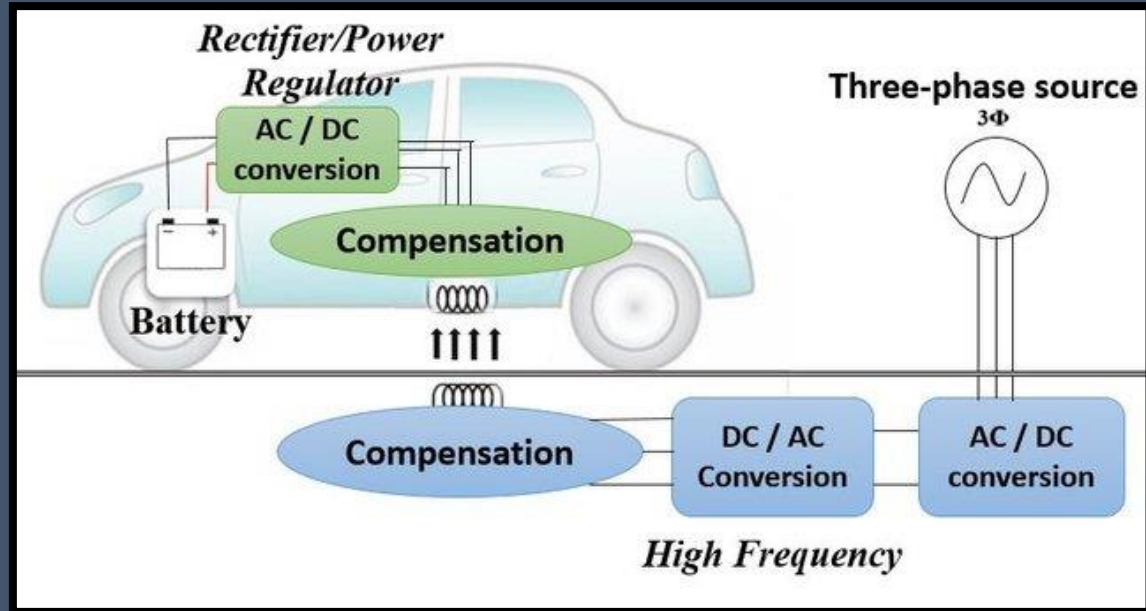 Rectifier/Power
Regulator
AC / DC
conversion
Three-phase source
3Φ
Compensation
− +
Battery
Compensation
DC / AC
Conversion
AC / DC
conversion
High Frequency